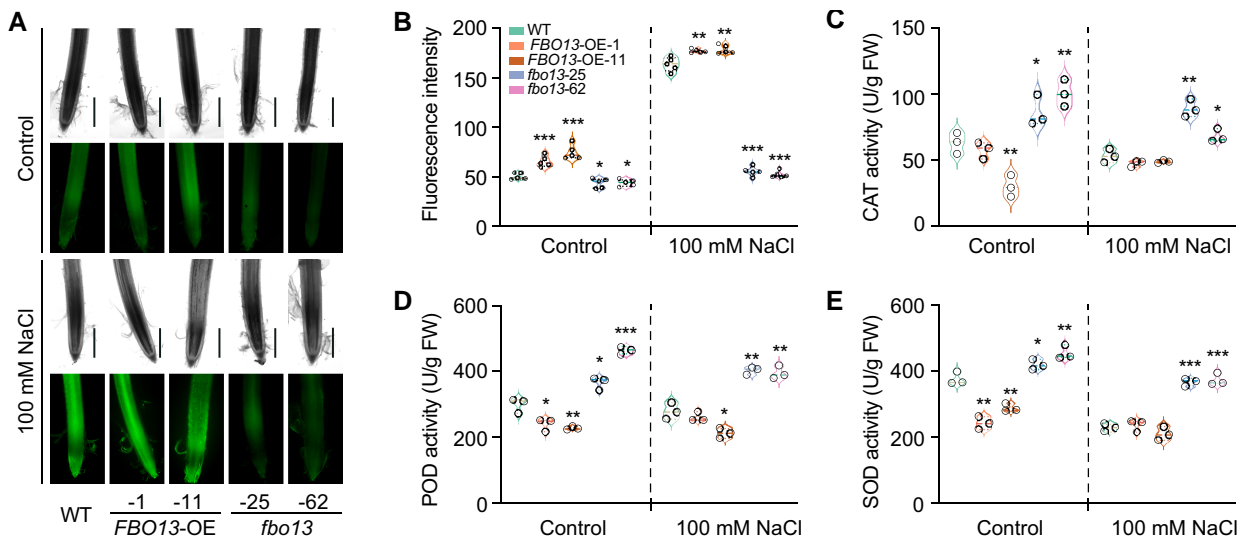 A
Control
100 mM NaCl
WT
-1
-11
-25
-62
FBO13-OE
fbo13
B
Fluorescence intensity
200
150
100
50
0
WT
FBO13-OE-1
FBO13-OE-11
fbo13-25
fbo13-62
***
***
*
*
**
**
***
***
Control
100 mM NaCl
C
CAT activity (U/g FW)
150
100
50
0
**
*
**
**
*
Control
100 mM NaCl
D
POD activity (U/g FW)
600
400
200
0
*
**
*
***
*
**
**
Control
100 mM NaCl
E
SOD activity (U/g FW)
600
400
200
0
**
**
*
**
***
***
Control
100 mM NaCl